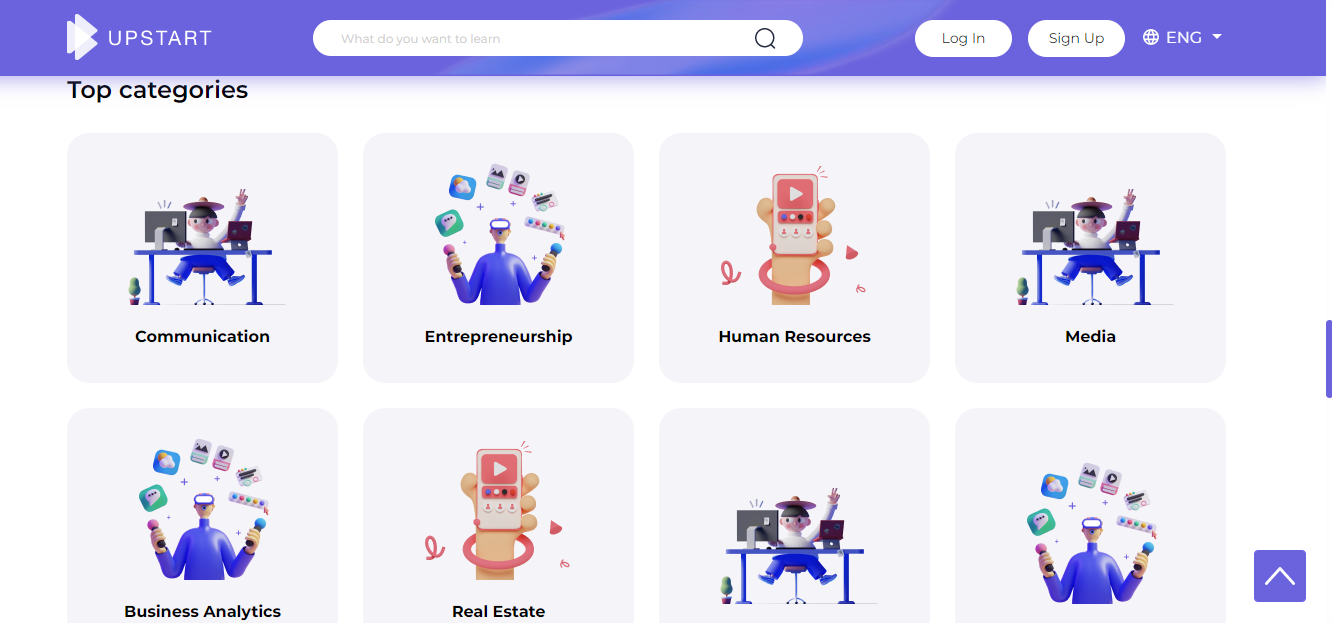 UPSTART
What do you want to learn
Log In
Sign Up
ENG
Top categories
Communication
Entrepreneurship
Human Resources
Media
Business Analytics
Real Estate